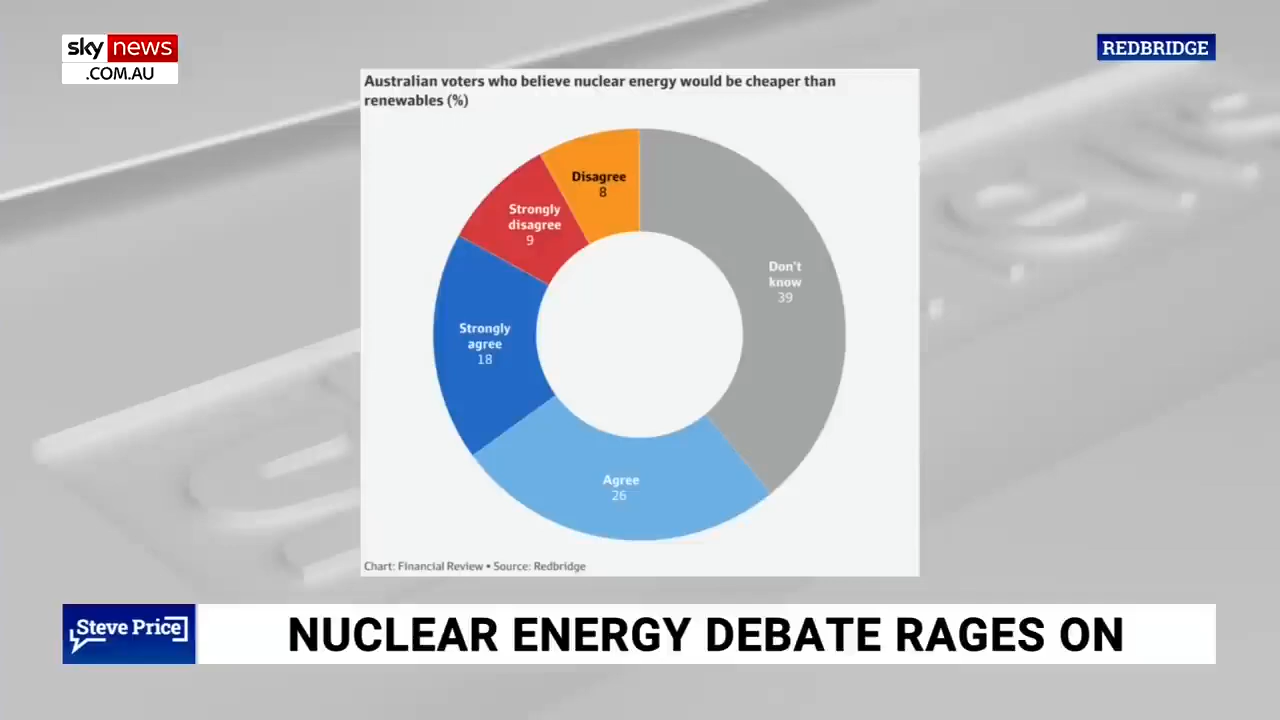 sky news
.COM.AU
REDBRIDGE
Australian voters who believe nuclear energy would be cheaper than
renewables (%)
Disagree
8
Strongly
disagree
9
Don't
know
39
Strongly
agree
18
Agree
26
Chart: Financial Review • Source: Redbridge
Steve Price
NUCLEAR ENERGY DEBATE RAGES ON